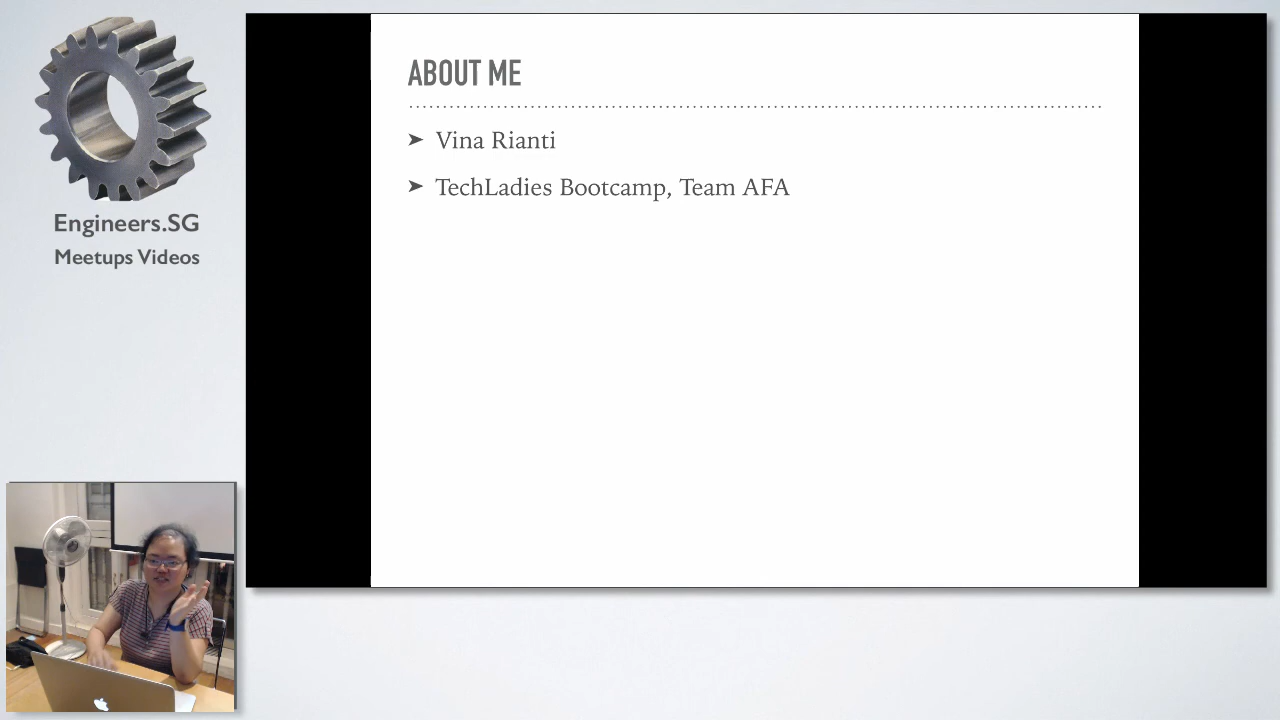 Engineers.SG
Meetups Videos
ABOUT ME
Vina Rianti
TechLadies Bootcamp, Team AFA